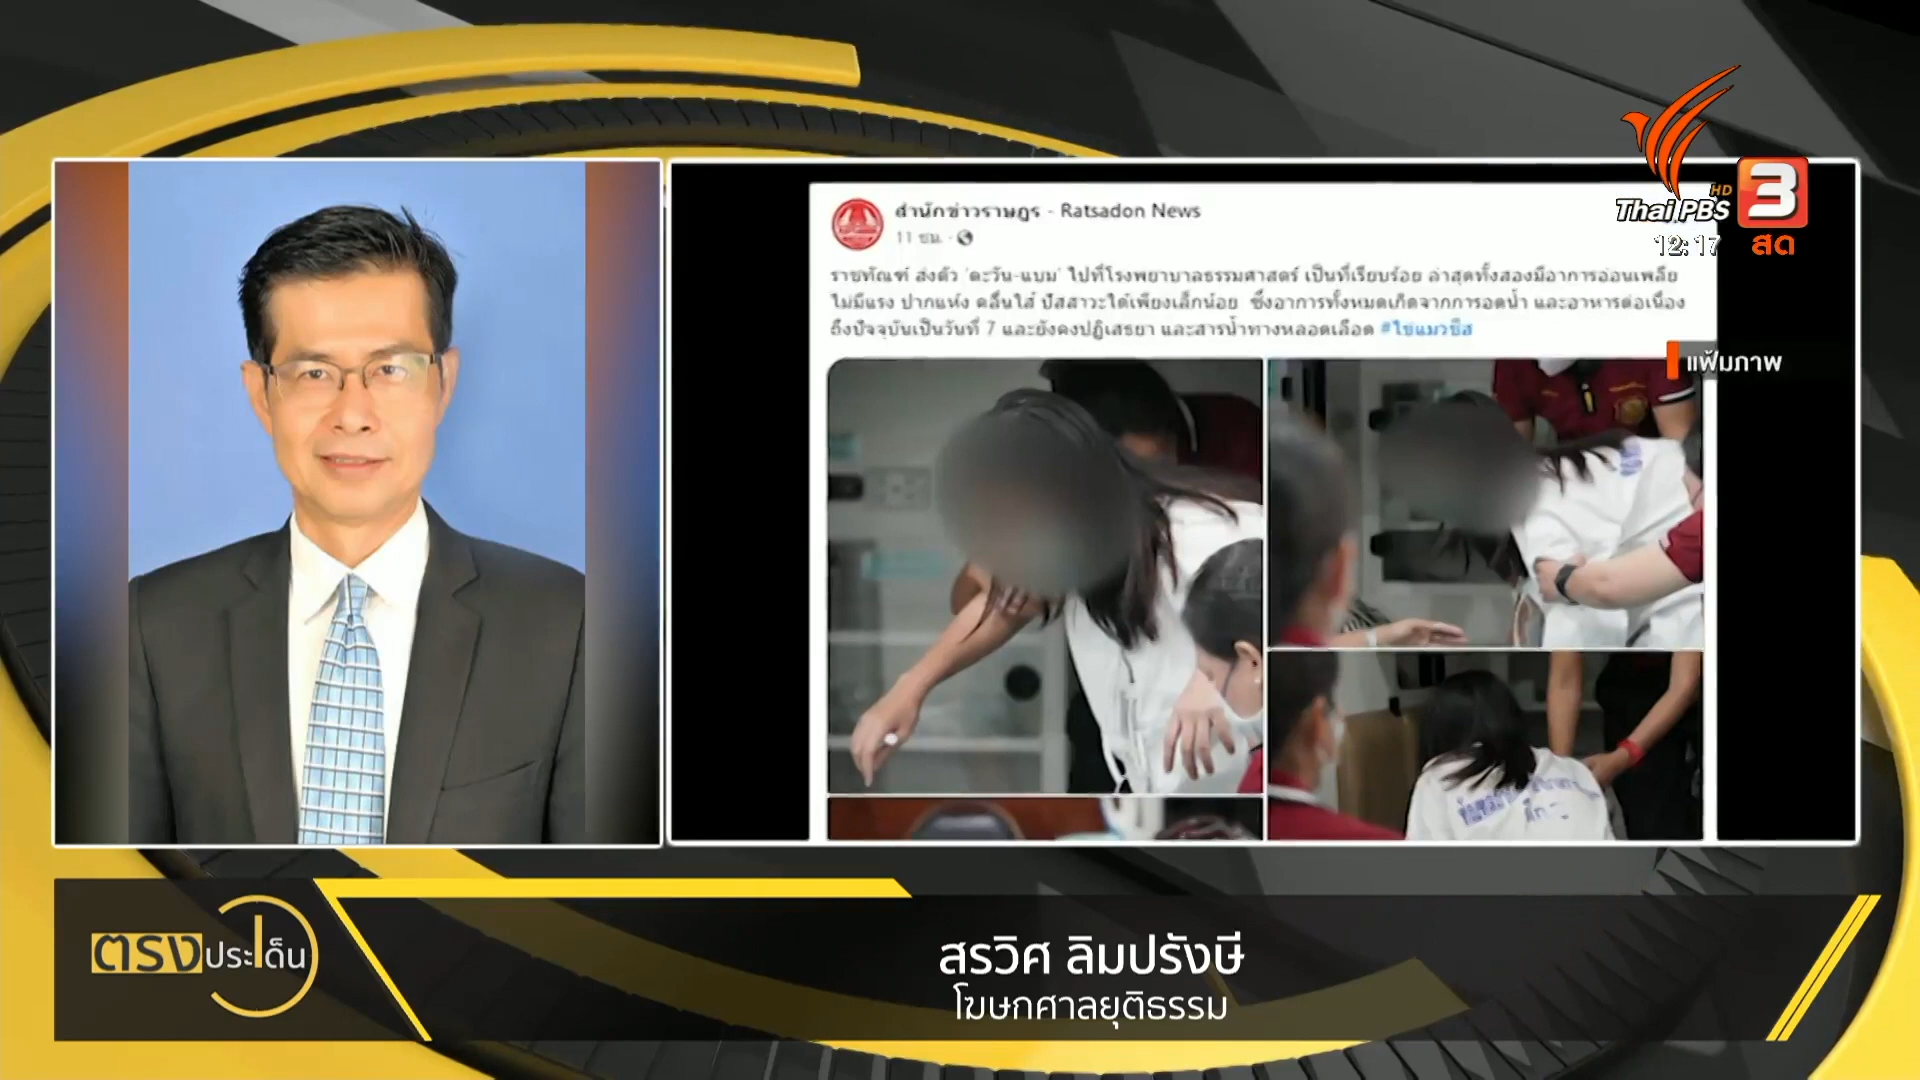 สำนักข่าวราษฎร - Ratsadon News
11 ชม.
ราชทัณฑ์ ส่งตัว 'ตะวัน-แบม' ไปที่โรงพยาบาลธรรมศาสตร์ เป็นที่เรียบร้อย ล่าสุดทั้งสองมีอาการอ่อนเพลีย
ไม่มีแรง ปากแห้ง คลื่นไส้ ปัสสาวะได้เพียงเล็กน้อย ซึ่งอาการทั้งหมดเกิดจากการอดน้ำ และอาหารต่อเนื่อง
ถึงปัจจุบันเป็นวันที่ 7 และยังคงปฏิเสธยา และสารน้ำทางหลอดเลือด #ไข่แมวชีส
HD
Thai PBS
3
12:17
สด
แฟ้มภาพ
ตรงประเด็น
สรวิศ ลิมปรังษี
โฆษกศาลยุติธรรม